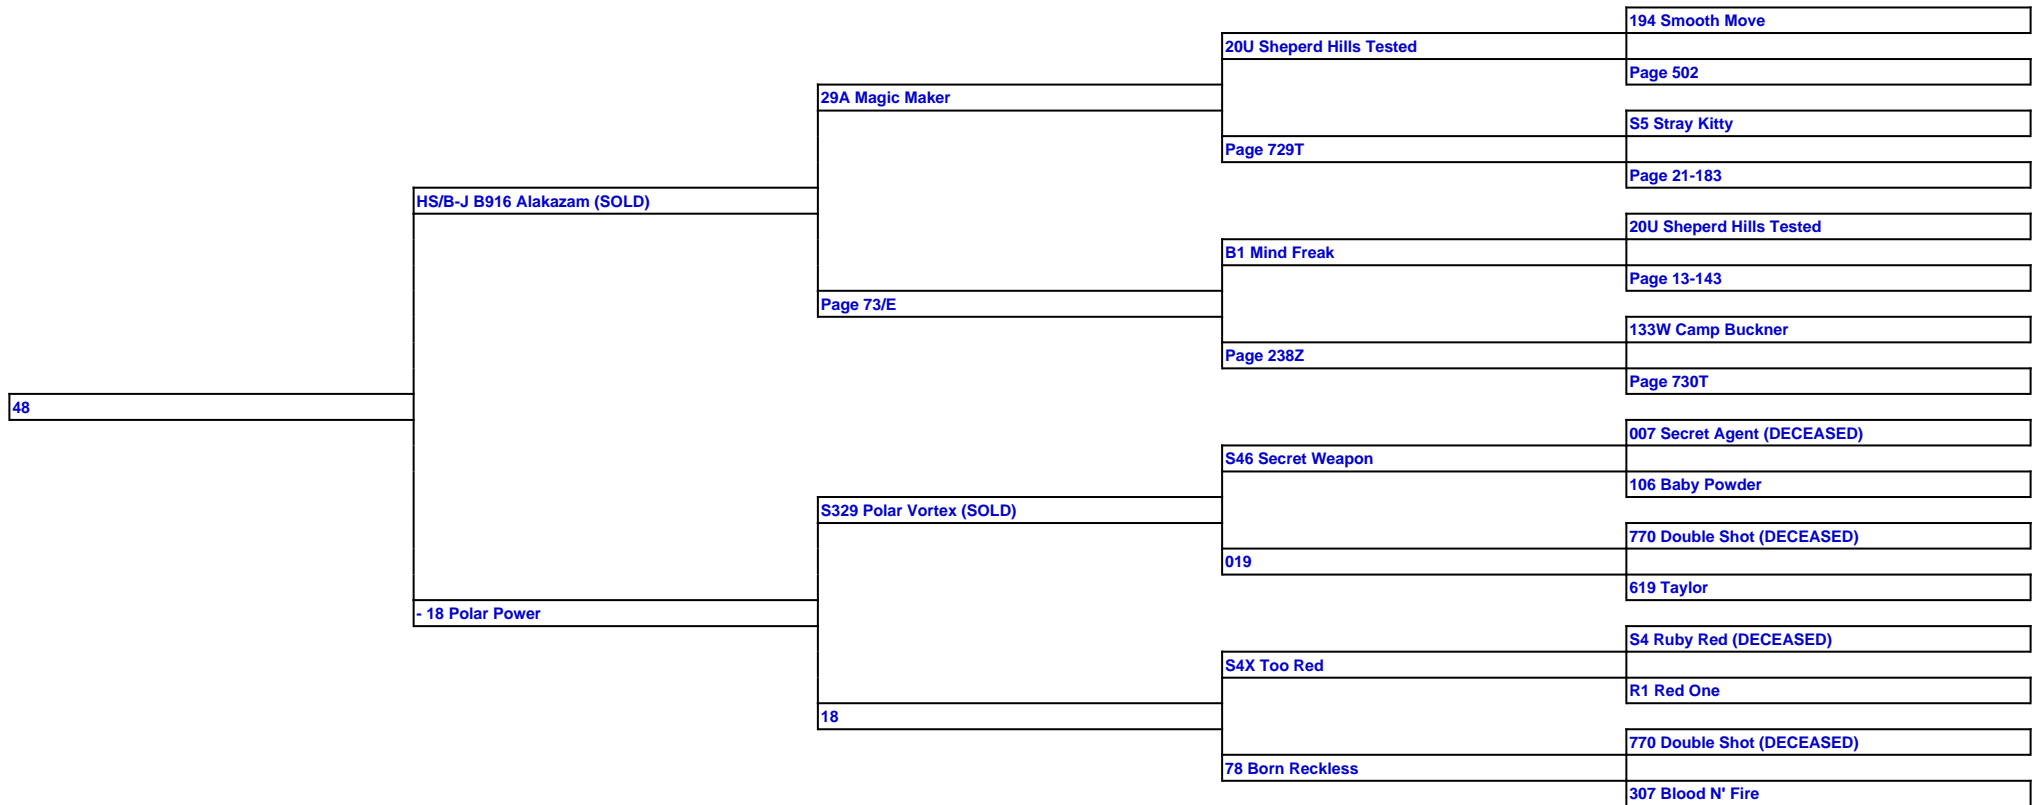 194 Smooth Move
20U Sheperd Hills Tested
Page 502
29A Magic Maker
S5 Stray Kitty
Page 729T
Page 21-183
HS/B-J B916 Alakazam (SOLD)
20U Sheperd Hills Tested
B1 Mind Freak
Page 13-143
Page 73/E
133W Camp Buckner
Page 238Z
Page 730T
48
007 Secret Agent (DECEASED)
S46 Secret Weapon
106 Baby Powder
S329 Polar Vortex (SOLD)
770 Double Shot (DECEASED)
019
619 Taylor
- 18 Polar Power
S4 Ruby Red (DECEASED)
S4X Too Red
R1 Red One
18
770 Double Shot (DECEASED)
78 Born Reckless
307 Blood N' Fire